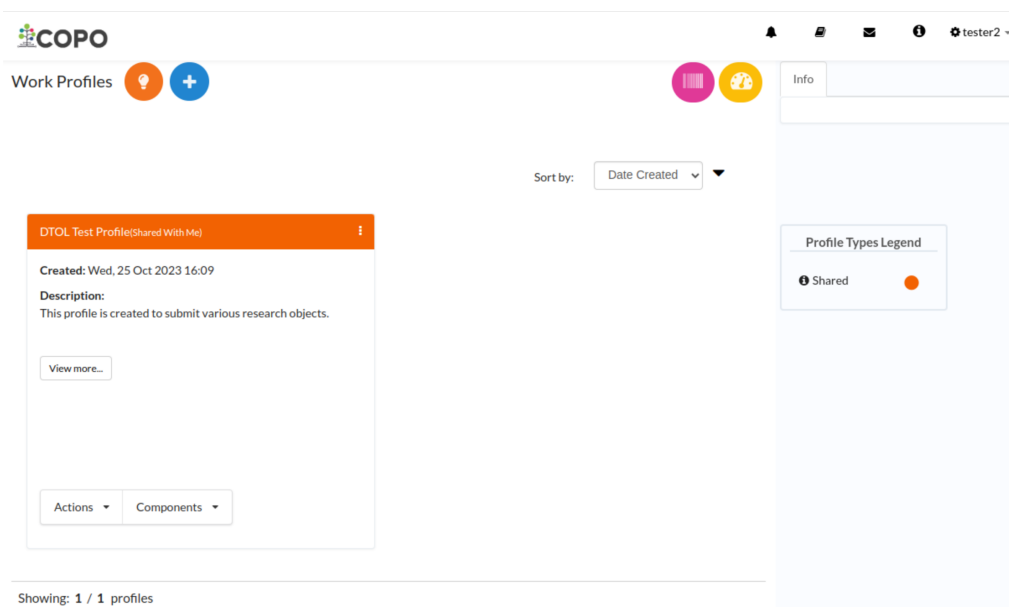 COPO
tester2
Work Profiles
Info
Sort by:
Date Created
DTOL Test Profile(Shared With Me)
Profile Types Legend
Created: Wed, 25 Oct 2023 16:09
Shared
Description:
This profile is created to submit various research objects.
View more...
Actions
Components
Showing: 1 / 1 profiles